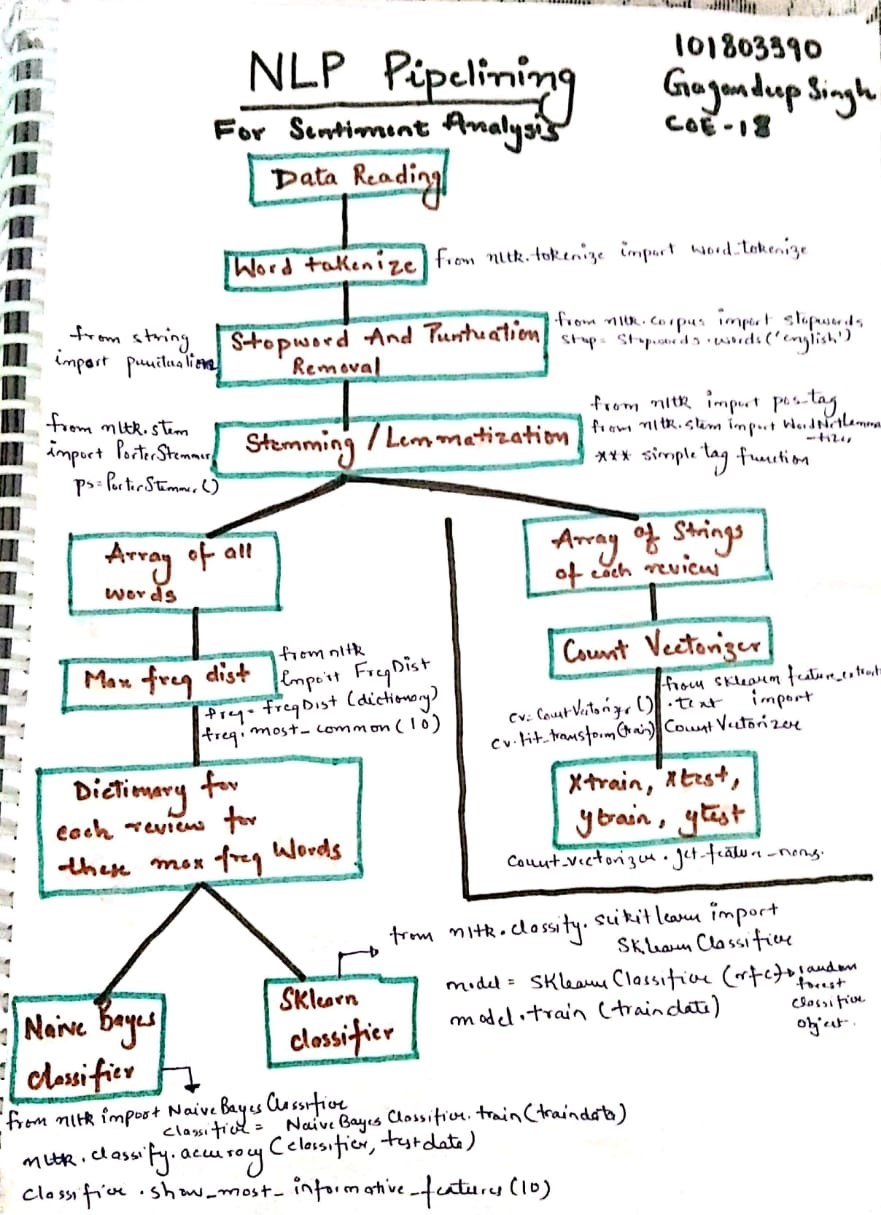 101803390
NLP Pipelining
Gagandeep Singh
For Sentiment Analysis
COE-18
Data Reading
Word takenize
from nltk.tokenize import word_tokenize
from string
import puntuations
Stopword And Puntuation
Removal
from nltk.corpus import stopwords
stop= stopwords.words('english')
from nltk.stem
import PorterStemmer
ps=PorterStemmer()
Stemming / Lemmatization
from nltk import pos_tag
from nltk.stem import WordNetLemma
-tizer
*** simple tag function
Array of all
words
Array of Strings
of each review
Max freq dist
from nltk
Import FreqDist
freq= freqDist (dictionary)
freq.most_common(10)
Count Vectorizer
cv=CountVectorizer()
cv.fit_transform(train)
from sklearn feature_extract
.text import
CountVectorizer
Dictionary for
each review for
these max freq Words
xtrain, xtest,
ytrain, ytest
count_vectorizer.get_feature_names.
from nltk.classify.scikitlearn import
SKlearnClassifier
SKlearn
classifier
model = SKlearnClassifier (rfc)→ random
forest
classifier
object.
model.train (traindata)
Naive Bayes
classifier
from nltk import NaiveBayesClassifier
classifier = NaiveBayesClassifier.train(traindata)
nltk.classify.accuracy(classifier, testdata)
classifier.show_most_informative_features(10)